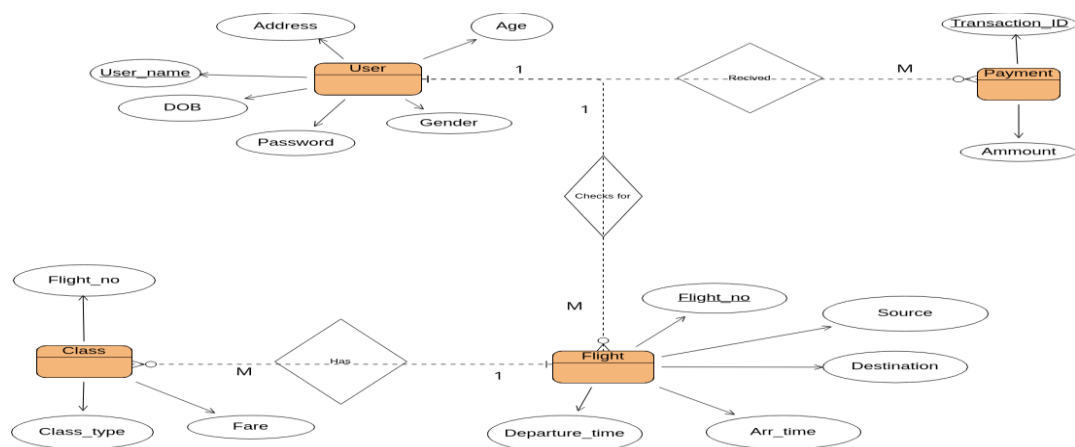 Transaction_ID
Address
Age
User_name
User
1
Recived
M
Payment
DOB
1
Password
Gender
Ammount
Checks for
Flight_no
M
Flight_no
Source
Class
M
Has
1
Flight
Destination
Class_type
Fare
Departure_time
Arr_time